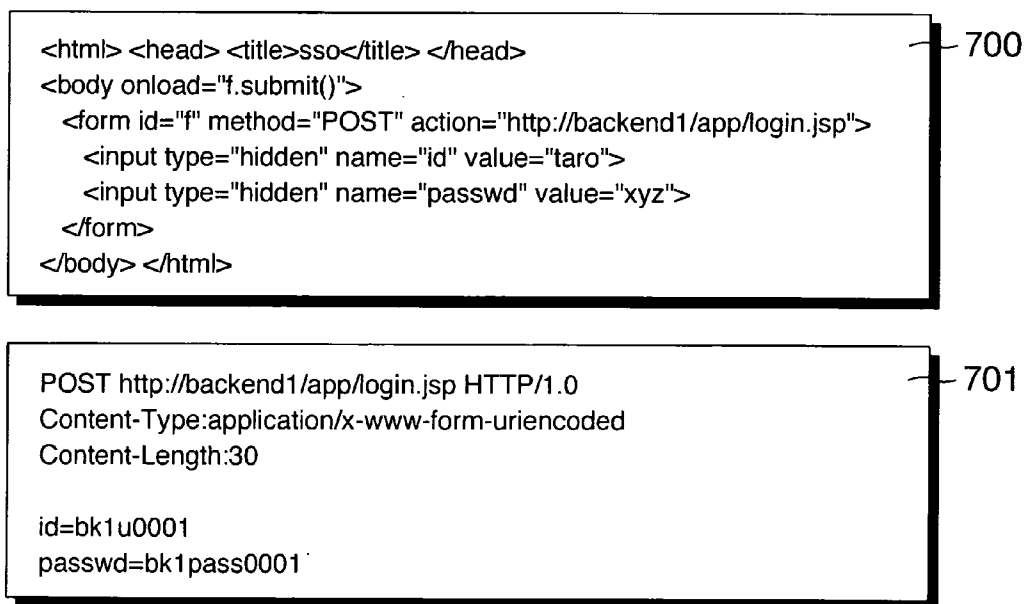 <html> <head> <title>sso</title> </head>
700
<body onload="f.submit()">
<form id="f" method="POST" action="http://backend1/app/login.jsp">
<input type="hidden" name="id" value="taro">
<input type="hidden" name="passwd" value="xyz">
</form>
</body> </html>
POST http://backend1/app/login.jsp HTTP/1.0
701
Content-Type:application/x-www-form-uriencoded
Content-Length:30
id=bk1u0001
passwd=bk1pass0001